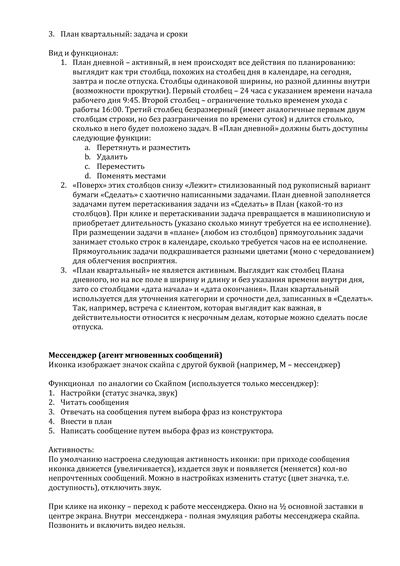 3. План квартальный: задача и сроки
Вид и функционал:
1. План дневной – активный, в нем происходят все действия по планированию:
выглядит как три столбца, похожих на столбец дня в календаре, на сегодня,
завтра и после отпуска. Столбцы одинаковой ширины, но разной длинны внутри
(возможности прокрутки). Первый столбец – 24 часа с указанием времени начала
рабочего дня 9:45. Второй столбец – ограничение только временем ухода с
работы 16:00. Третий столбец безразмерный (имеет аналогичные первым двум
столбцам строки, но без разграничения по времени суток) и длится столько,
сколько в него будет положено задач. В «План дневной» должны быть доступны
следующие функции:
a. Перетянуть и разместить
b. Удалить
c. Переместить
d. Поменять местами
2. «Поверх» этих столбцов снизу «Лежит» стилизованный под рукописный вариант
бумаги «Сделать» с хаотично написанными задачами. План дневной заполняется
задачами путем перетаскивания задачи из «Сделать» в План (какой-то из
столбцов). При клике и перетаскивании задача превращается в машинописную и
приобретает длительность (указано сколько минут требуется на ее исполнение).
При размещении задачи в «плане» (любом из столбцов) прямоугольник задачи
занимает столько строк в календаре, сколько требуется часов на ее исполнение.
Прямоугольник задачи подкрашивается разными цветами (моно с чередованием)
для облегчения восприятия.
3. «План квартальный» не является активным. Выглядит как столбец Плана
дневного, но на все поле в ширину и длину и без указания времени внутри дня,
зато со столбцами «дата начала» и «дата окончания». План квартальный
используется для уточнения категории и срочности дел, записанных в «Сделать».
Так, например, встреча с клиентом, которая выглядит как важная, в
действительности относится к несрочным делам, которые можно сделать после
отпуска.
Мессенджер (агент мгновенных сообщений)
Иконка изображает значок скайпа с другой буквой (например, М – мессенджер)
Функционал по аналогии со Скайпом (используется только мессенджер):
1. Настройки (статус значка, звук)
2. Читать сообщения
3. Отвечать на сообщения путем выбора фраз из конструктора
4. Внести в план
5. Написать сообщение путем выбора фраз из конструктора.
Активность:
По умолчанию настроена следующая активность иконки: при приходе сообщения
иконка движется (увеличивается), издается звук и появляется (меняется) кол-во
непрочтенных сообщений. Можно в настройках изменить статус (цвет значка, т.е.
доступность), отключить звук.
При клике на иконку – переход к работе мессенджера. Окно на ½ основной заставки в
центре экрана. Внутри мессенджера - полная эмуляция работы мессенджера скайпа.
Позвонить и включить видео нельзя.